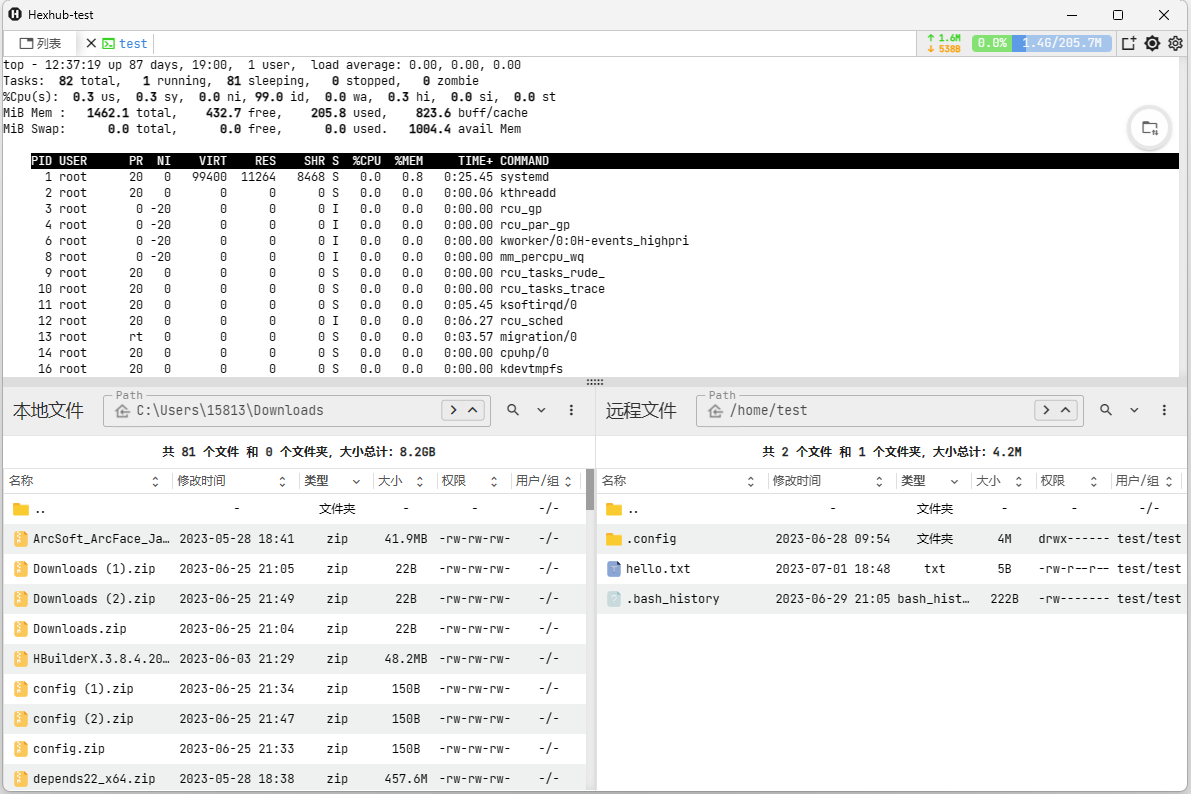 Hexhub-test
列表 test 1.6M 538B 0.0% 1.4G/205.7M
top - 12:37:19 up 87 days, 19:00,  1 user,  load average: 0.00, 0.00, 0.00
Tasks:  82 total,   1 running,  81 sleeping,   0 stopped,   0 zombie
%Cpu(s):  0.3 us,  0.3 sy,  0.0 ni, 99.0 id,  0.0 wa,  0.3 hi,  0.0 si,  0.0 st
MiB Mem :   1462.1 total,    432.7 free,    205.8 used,    823.6 buff/cache
MiB Swap:      0.0 total,      0.0 free,      0.0 used.   1004.4 avail Mem
PID USER      PR  NI    VIRT    RES    SHR S  %CPU  %MEM     TIME+ COMMAND
1 root      20   0   99400  11264   8468 S   0.0   0.8   0:25.45 systemd
2 root      20   0       0      0      0 S   0.0   0.0   0:00.06 kthreadd
3 root       0 -20       0      0      0 I   0.0   0.0   0:00.00 rcu_gp
4 root       0 -20       0      0      0 I   0.0   0.0   0:00.00 rcu_par_gp
6 root       0 -20       0      0      0 I   0.0   0.0   0:00.00 kworker/0:0H-events_highpri
8 root       0 -20       0      0      0 I   0.0   0.0   0:00.00 mm_percpu_wq
9 root      20   0       0      0      0 S   0.0   0.0   0:00.00 rcu_tasks_rude_
10 root      20   0       0      0      0 S   0.0   0.0   0:00.00 rcu_tasks_trace
11 root      20   0       0      0      0 S   0.0   0.0   0:05.45 ksoftirqd/0
12 root      20   0       0      0      0 I   0.0   0.0   0:06.27 rcu_sched
13 root      rt   0       0      0      0 S   0.0   0.0   0:03.57 migration/0
14 root      20   0       0      0      0 S   0.0   0.0   0:00.00 cpuhp/0
16 root      20   0       0      0      0 S   0.0   0.0   0:00.00 kdevtmpfs
本地文件 Path C:\Users\15813\Downloads
共 81 个文件 和 0 个文件夹, 大小总计: 8.2GB
名称 修改时间 类型 大小 权限 用户/组
.. - 文件夹 - - -/-
ArcSoft_ArcFace_Ja… 2023-05-28 18:41 zip 41.9MB -rw-rw-rw- -/-
Downloads (1).zip 2023-06-25 21:05 zip 22B -rw-rw-rw- -/-
Downloads (2).zip 2023-06-25 21:49 zip 22B -rw-rw-rw- -/-
Downloads.zip 2023-06-25 21:04 zip 22B -rw-rw-rw- -/-
HBuilderX.3.8.4.20… 2023-06-03 21:29 zip 48.2MB -rw-rw-rw- -/-
config (1).zip 2023-06-25 21:34 zip 150B -rw-rw-rw- -/-
config (2).zip 2023-06-25 21:47 zip 150B -rw-rw-rw- -/-
config.zip 2023-06-25 21:33 zip 150B -rw-rw-rw- -/-
depends22_x64.zip 2023-05-28 18:38 zip 457.6M -rw-rw-rw- -/-
远程文件 Path /home/test
共 2 个文件 和 1 个文件夹, 大小总计: 4.2M
名称 修改时间 类型 大小 权限 用户/组
.. - 文件夹 - - -/-
.config 2023-06-28 09:54 文件夹 4M drwx------ test/test
hello.txt 2023-07-01 18:48 txt 5B -rw-r--r-- test/test
.bash_history 2023-06-29 21:05 bash_hist… 222B -rw------- test/test